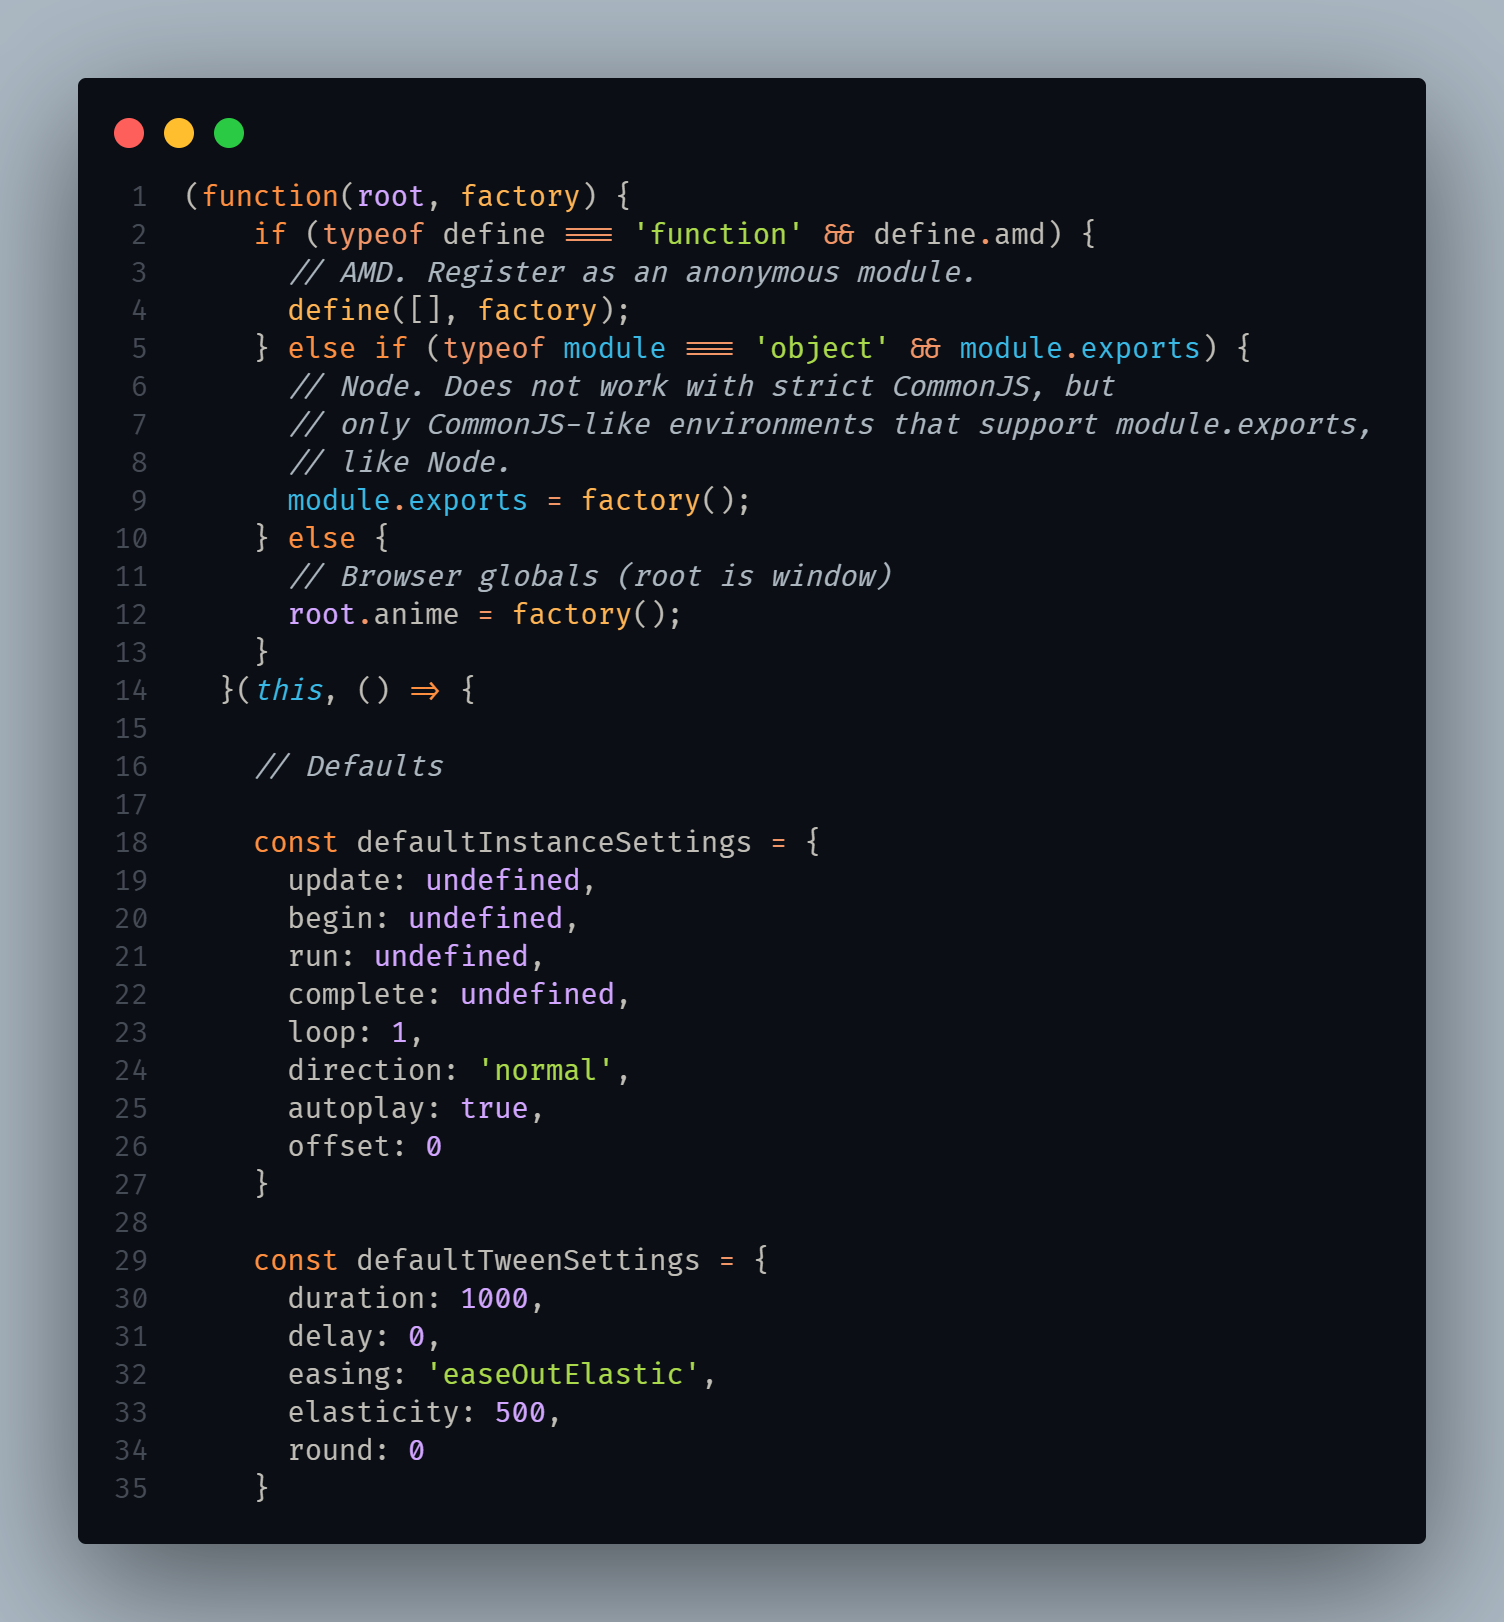 1 (function(root, factory) {
2     if (typeof define === 'function' && define.amd) {
3       // AMD. Register as an anonymous module.
4       define([], factory);
5     } else if (typeof module === 'object' && module.exports) {
6       // Node. Does not work with strict CommonJS, but
7       // only CommonJS-like environments that support module.exports,
8       // like Node.
9       module.exports = factory();
10     } else {
11       // Browser globals (root is window)
12       root.anime = factory();
13     }
14   }(this, () => {
15
16     // Defaults
17
18     const defaultInstanceSettings = {
19       update: undefined,
20       begin: undefined,
21       run: undefined,
22       complete: undefined,
23       loop: 1,
24       direction: 'normal',
25       autoplay: true,
26       offset: 0
27     }
28
29     const defaultTweenSettings = {
30       duration: 1000,
31       delay: 0,
32       easing: 'easeOutElastic',
33       elasticity: 500,
34       round: 0
35     }